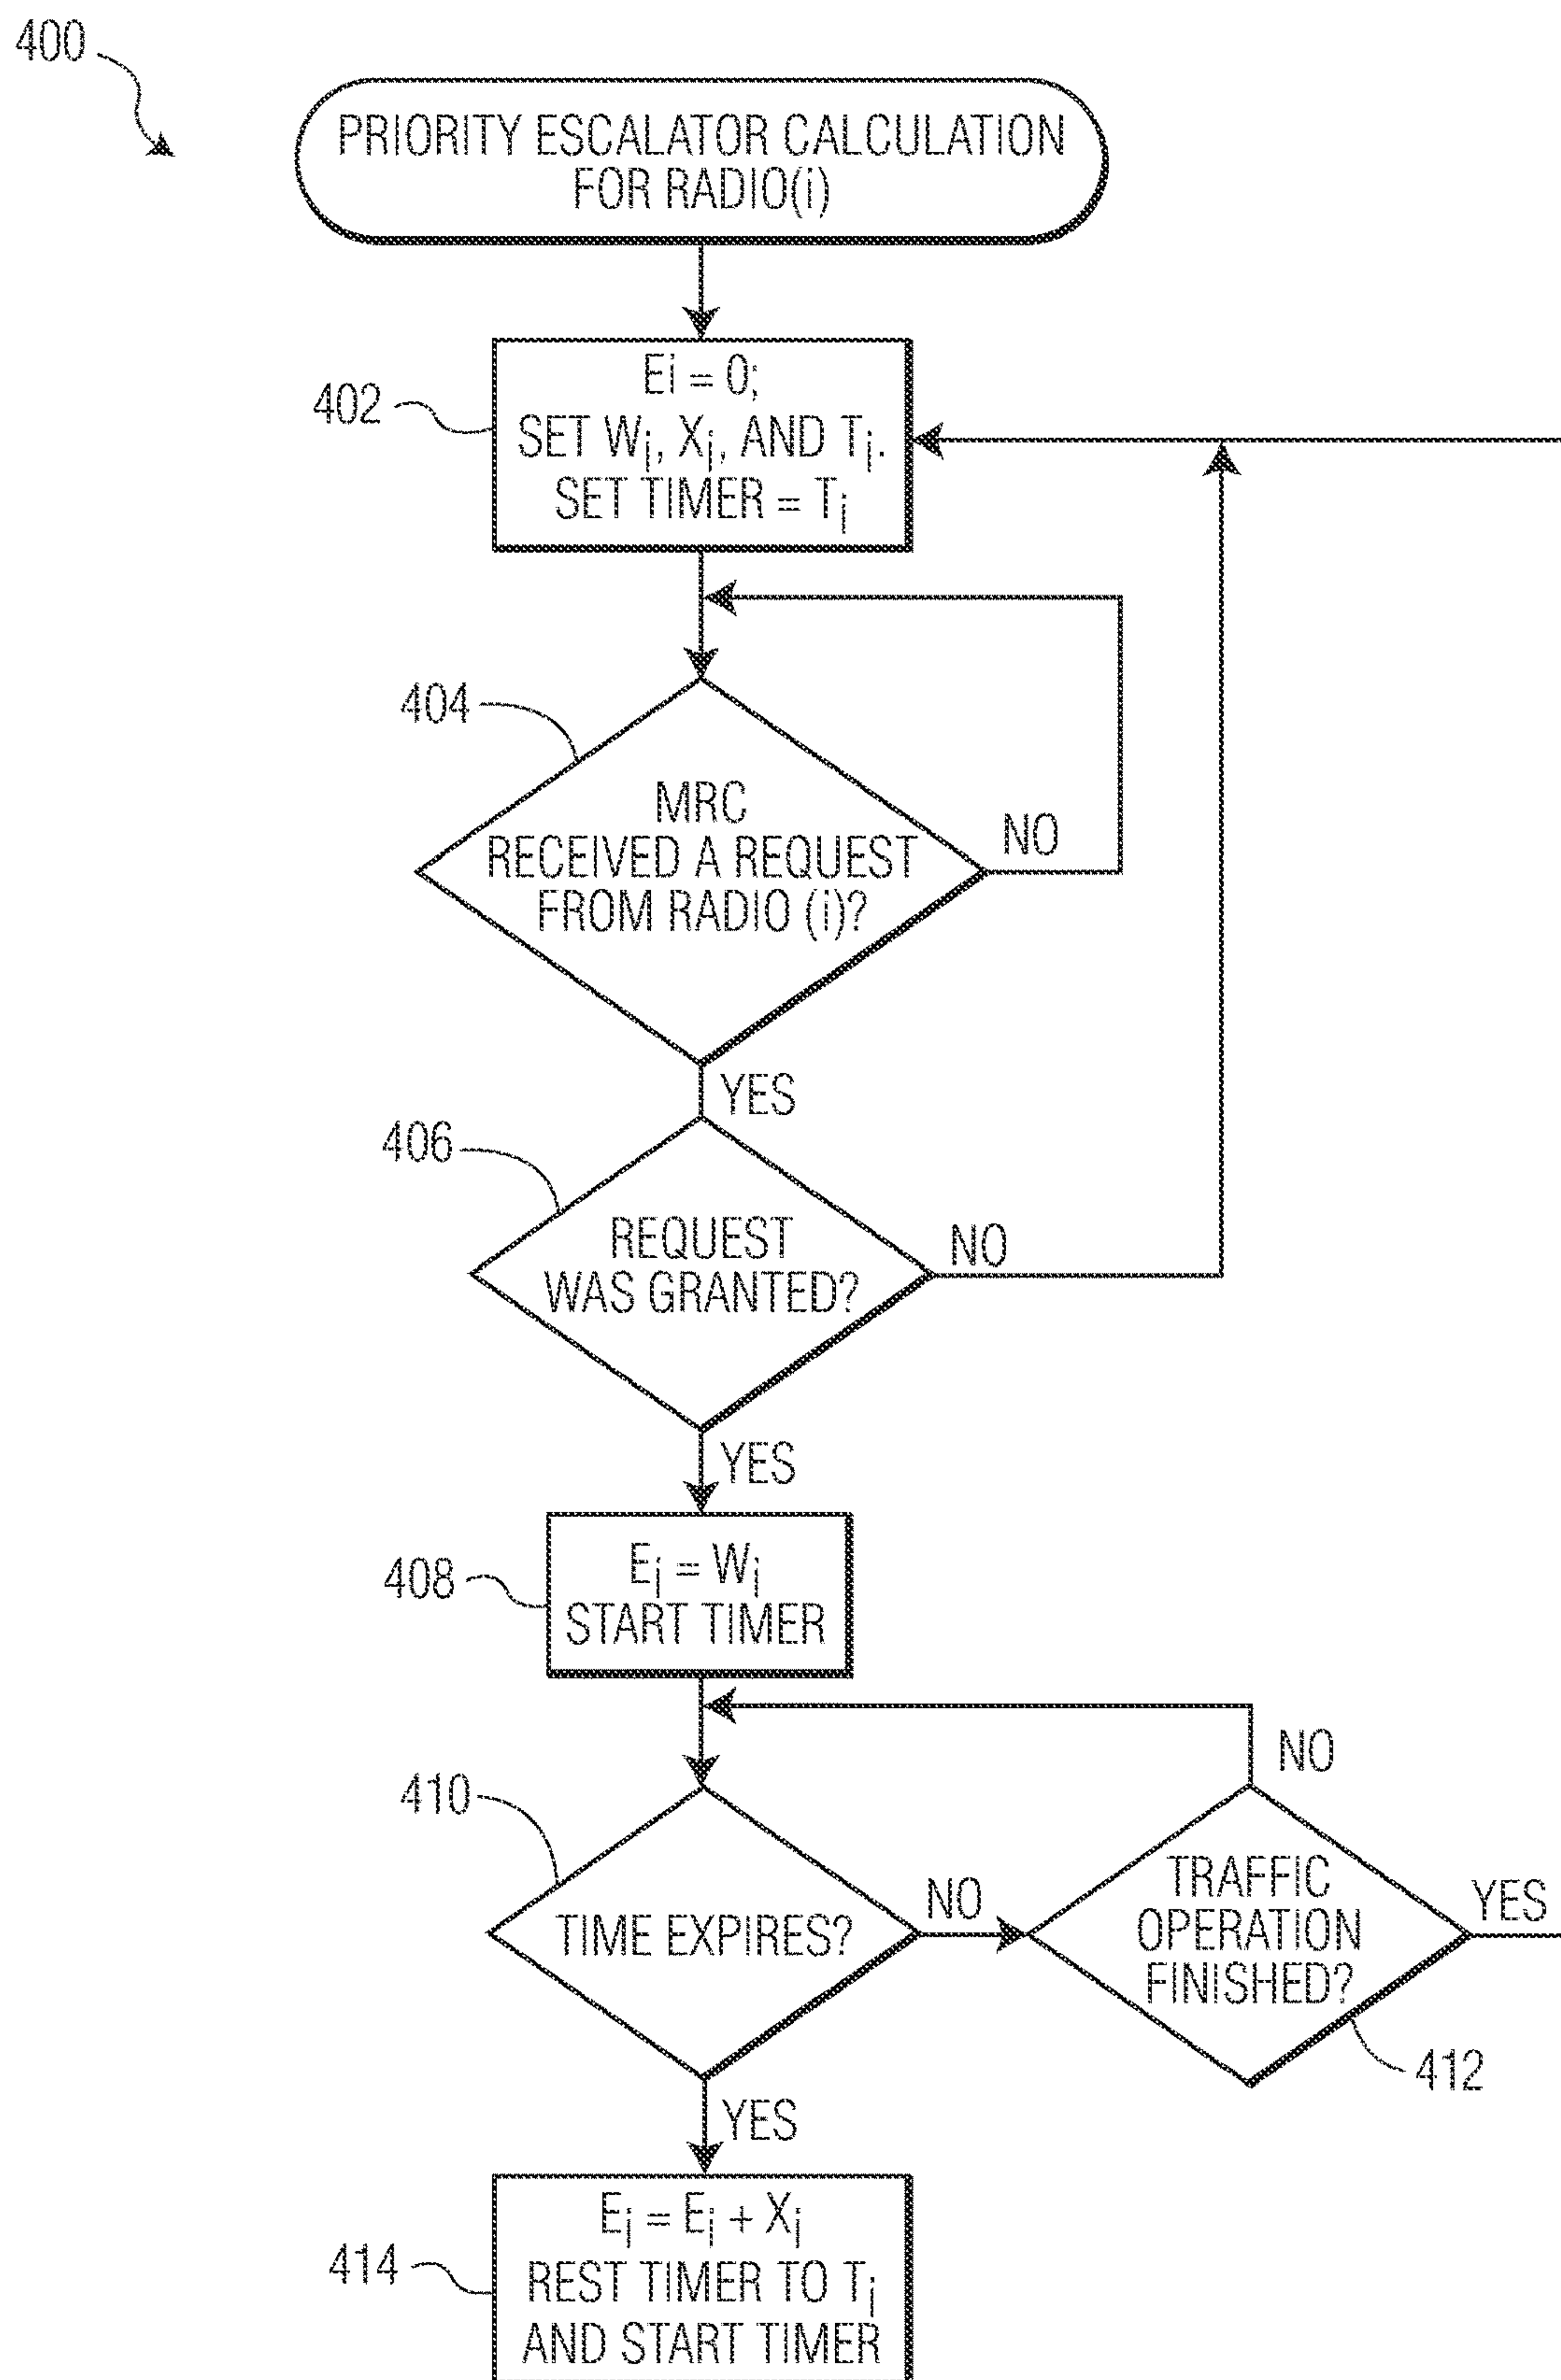 400
PRIORITY ESCALATOR CALCULATION
FOR RADIO(i)
402
Ei = 0;
SET Wi, Xi, AND Ti.
SET TIMER = Ti
404
MRC
RECEIVED A REQUEST
FROM RADIO (i)?
NO
YES
406
REQUEST
WAS GRANTED?
NO
YES
408
Ei = Wi
START TIMER
410
TIME EXPIRES?
NO
NO
TRAFFIC
OPERATION
FINISHED?
YES
412
YES
414
Ei = Ei + Xi
REST TIMER TO Ti
AND START TIMER